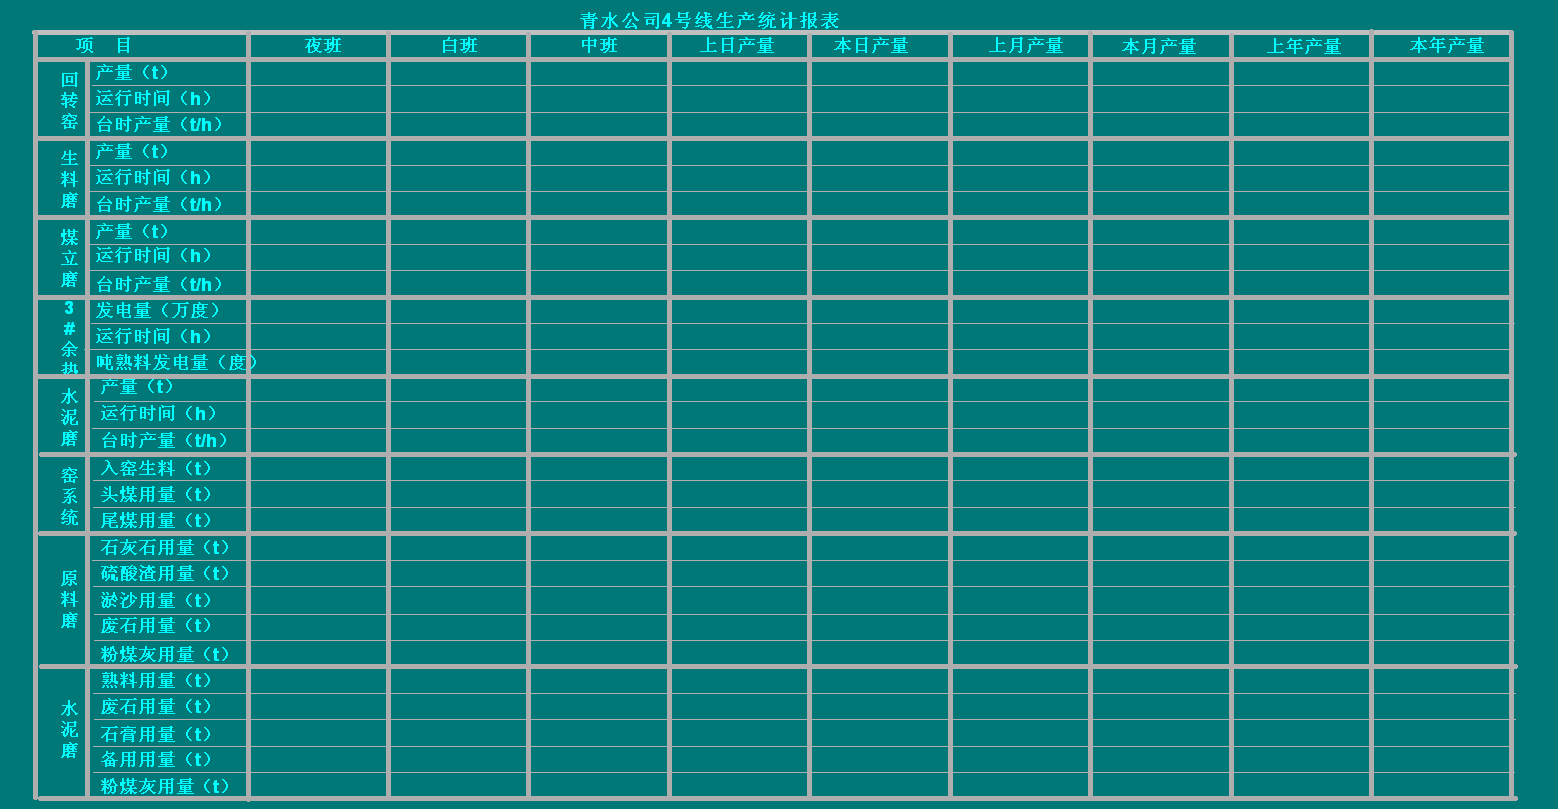 青水公司4号线生产统计报表
项 目 夜班 白班 中班 上日产量 本日产量 上月产量 本月产量 上年产量 本年产量
回转窑
产量（t）
运行时间（h）
台时产量（t/h）
生料磨
产量（t）
运行时间（h）
台时产量（t/h）
煤立磨
产量（t）
运行时间（h）
台时产量（t/h）
3#余热
发电量（万度）
运行时间（h）
吨熟料发电量（度）
水泥磨
产量（t）
运行时间（h）
台时产量（t/h）
窑系统
入窑生料（t）
头煤用量（t）
尾煤用量（t）
原料磨
石灰石用量（t）
硫酸渣用量（t）
淤沙用量（t）
废石用量（t）
粉煤灰用量（t）
水泥磨
熟料用量（t）
废石用量（t）
石膏用量（t）
备用用量（t）
粉煤灰用量（t）